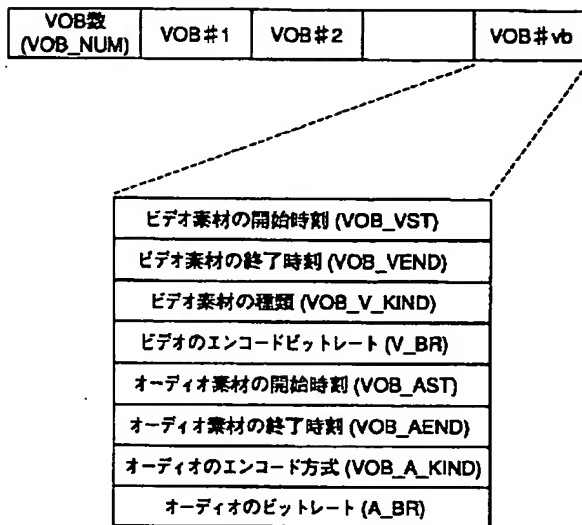 VOB数
(VOB_NUM)
VOB#1
VOB#2
VOB#vb
ビデオ素材の開始時刻 (VOB_VST)
ビデオ素材の終了時刻 (VOB_VEND)
ビデオ素材の種類 (VOB_V_KIND)
ビデオのエンコードビットレート (V_BR)
オーディオ素材の開始時刻 (VOB_AST)
オーディオ素材の終了時刻 (VOB_AEND)
オーディオのエンコード方式 (VOB_A_KIND)
オーディオのビットレート (A_BR)